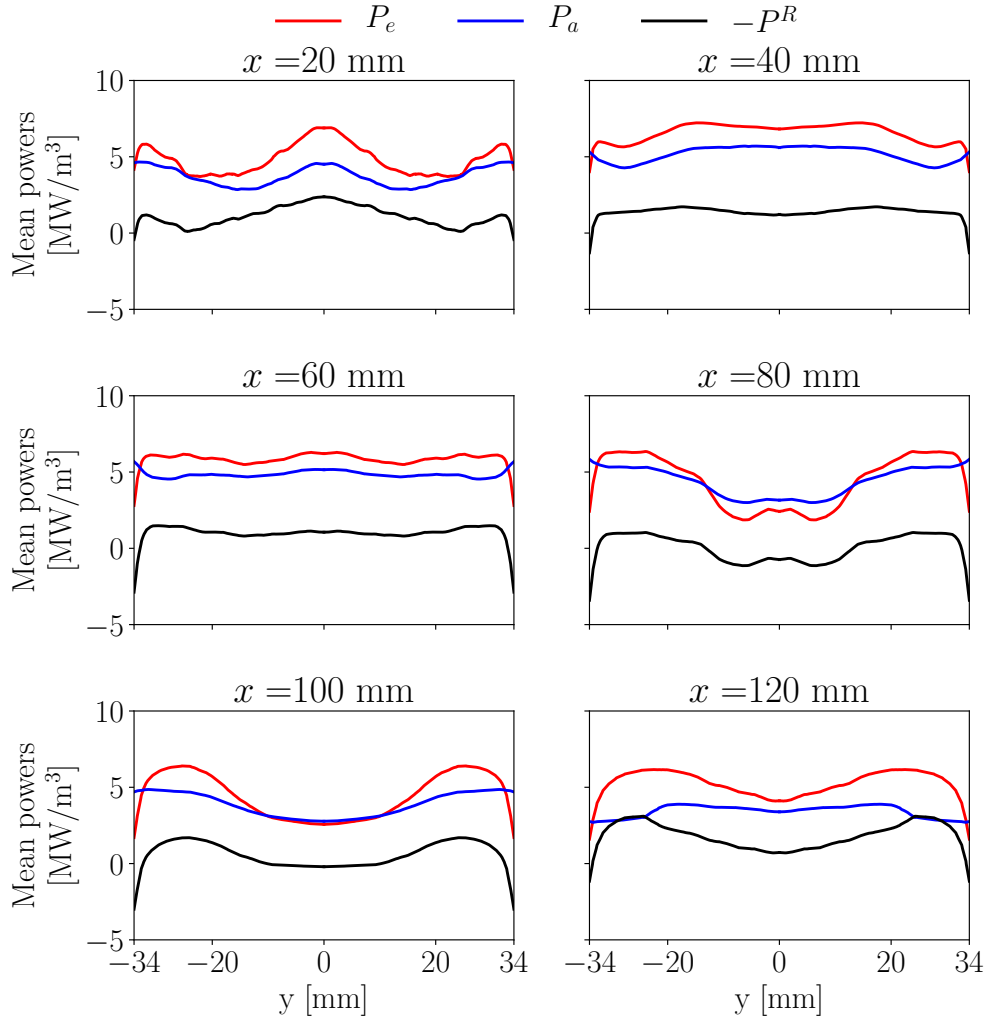 P_e P_a −P^R
x =20 mm x =40 mm
Mean powers
[MW/m³]
10
5
0
−5
x =60 mm x =80 mm
Mean powers
[MW/m³]
10
5
0
−5
x =100 mm x =120 mm
Mean powers
[MW/m³]
10
5
0
−5
−34 −20 0 20 34 −34 −20 0 20 34
y [mm] y [mm]